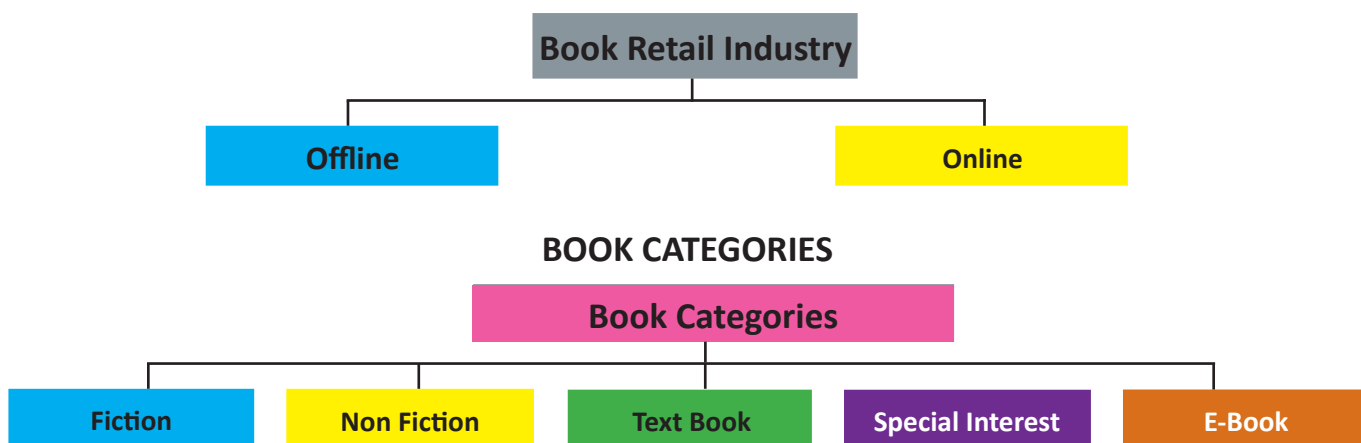 Book Retail Industry
Offline
Online
BOOK CATEGORIES
Book Categories
Fiction
Non Fiction
Text Book
Special Interest
E-Book